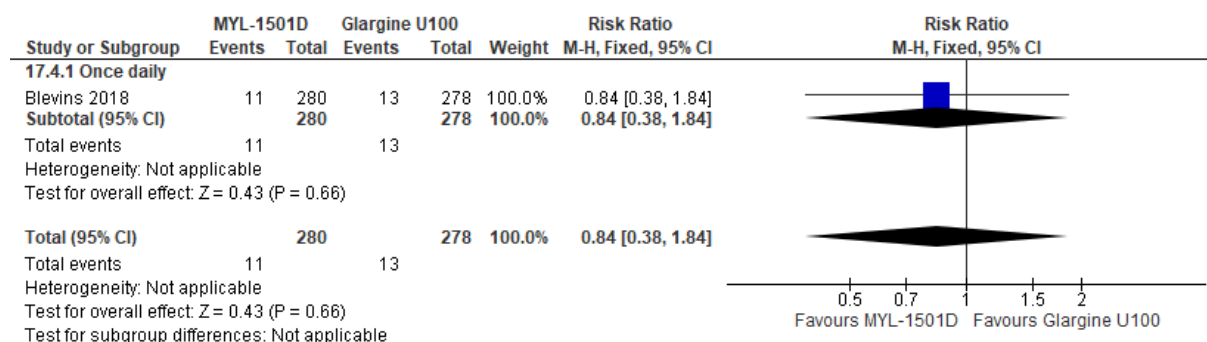 MYL-1501D Glargine U100 Risk Ratio Risk Ratio
Study or Subgroup Events Total Events Total Weight M-H, Fixed, 95% CI M-H, Fixed, 95% CI
17.4.1 Once daily
Blevins 2018 11 280 13 278 100.0% 0.84 [0.38, 1.84]
Subtotal (95% CI) 280 278 100.0% 0.84 [0.38, 1.84]
Total events 11 13
Heterogeneity: Not applicable
Test for overall effect: Z = 0.43 (P = 0.66)
Total (95% CI) 280 278 100.0% 0.84 [0.38, 1.84]
Total events 11 13
Heterogeneity: Not applicable
Test for overall effect: Z = 0.43 (P = 0.66)
Test for subgroup differences: Not applicable
0.5 0.7 1 1.5 2
Favours MYL-1501D Favours Glargine U100